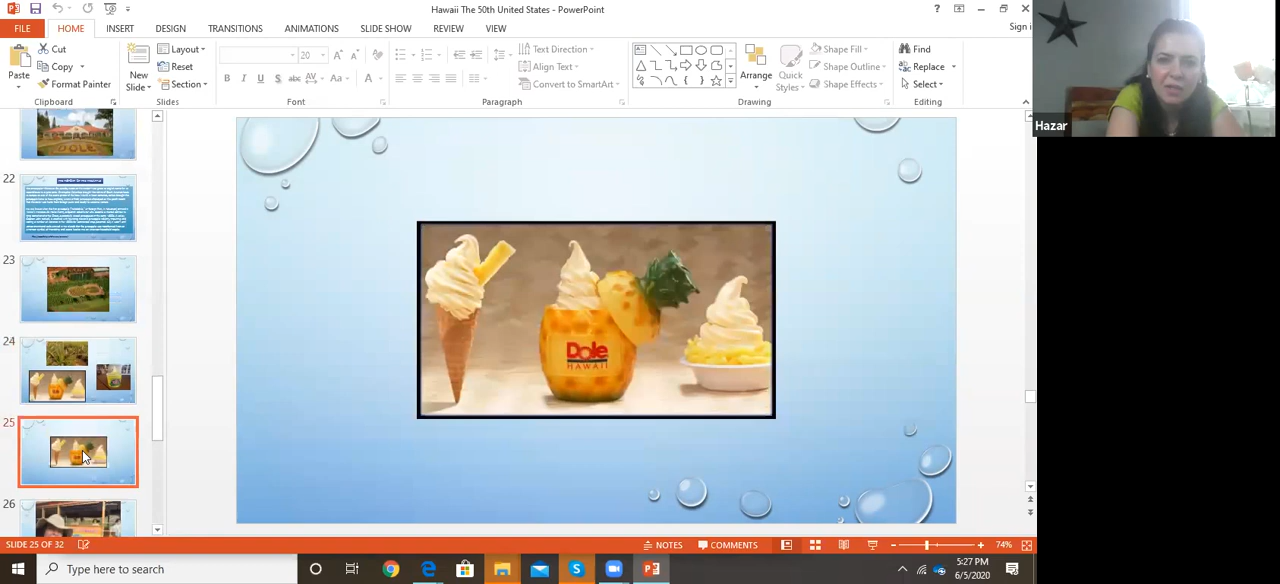 Hawaii The 50th United States - PowerPoint
Sign in
FILE HOME INSERT DESIGN TRANSITIONS ANIMATIONS SLIDE SHOW REVIEW VIEW
Paste
Cut
Copy
Format Painter
Clipboard
New
Slide
Layout
Reset
Section
Slides
20
Font
Text Direction
Align Text
Convert to SmartArt
Paragraph
Arrange
Quick
Styles
Shape Fill
Shape Outline
Shape Effects
Drawing
Find
Replace
Select
Editing
Hazar
DOLE
22
23
24
25
26
Dole
HAWAII
SLIDE 25 OF 32
NOTES
COMMENTS
74%
Type here to search
5:27 PM
6/5/2020